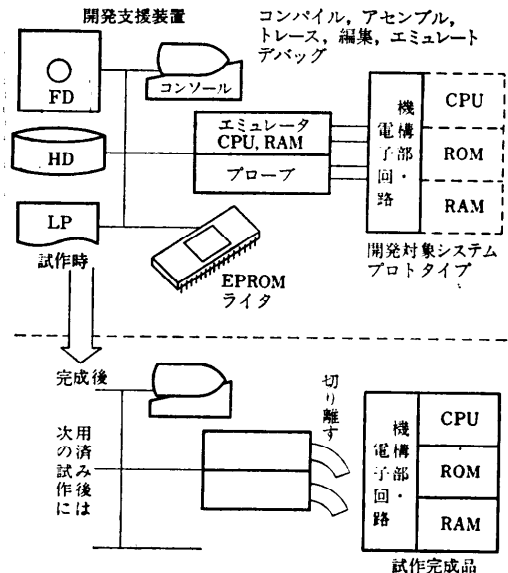 開発支援装置
コンパイル，アセンブル，
トレース，編集，エミュレート
デバッグ
FD
コンソール
HD
エミュレータ
CPU, RAM
プローブ
機構部・
電子回路
CPU
ROM
RAM
LP
試作時
EPROM
ライタ
開発対象システム
プロトタイプ
完成後
用済み後は
次の試作に
切り離す
機構部・
電子回路
CPU
ROM
RAM
試作完成品